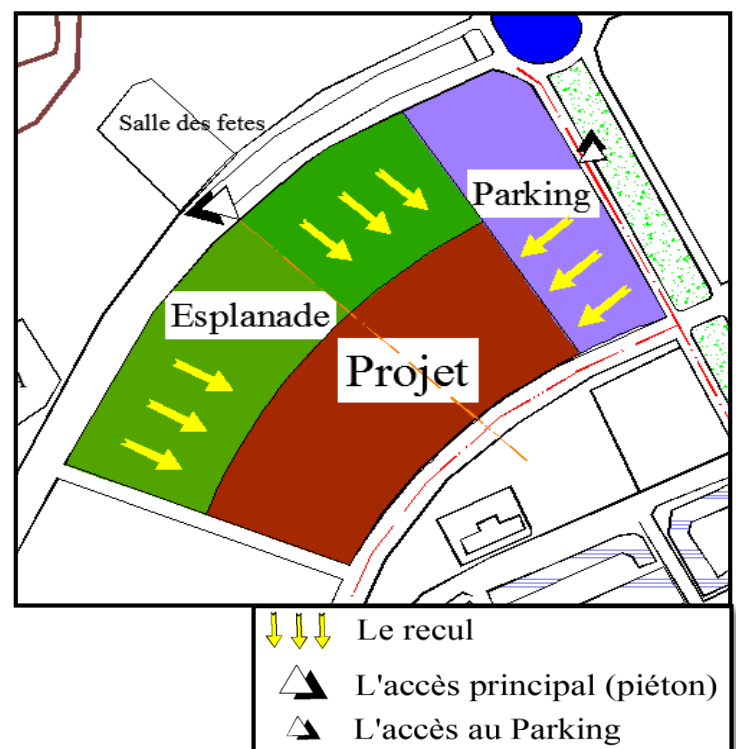 Salle des fetes
Parking
Esplanade
Projet
A
Le recul
L'accès principal (piéton)
L'accès au Parking